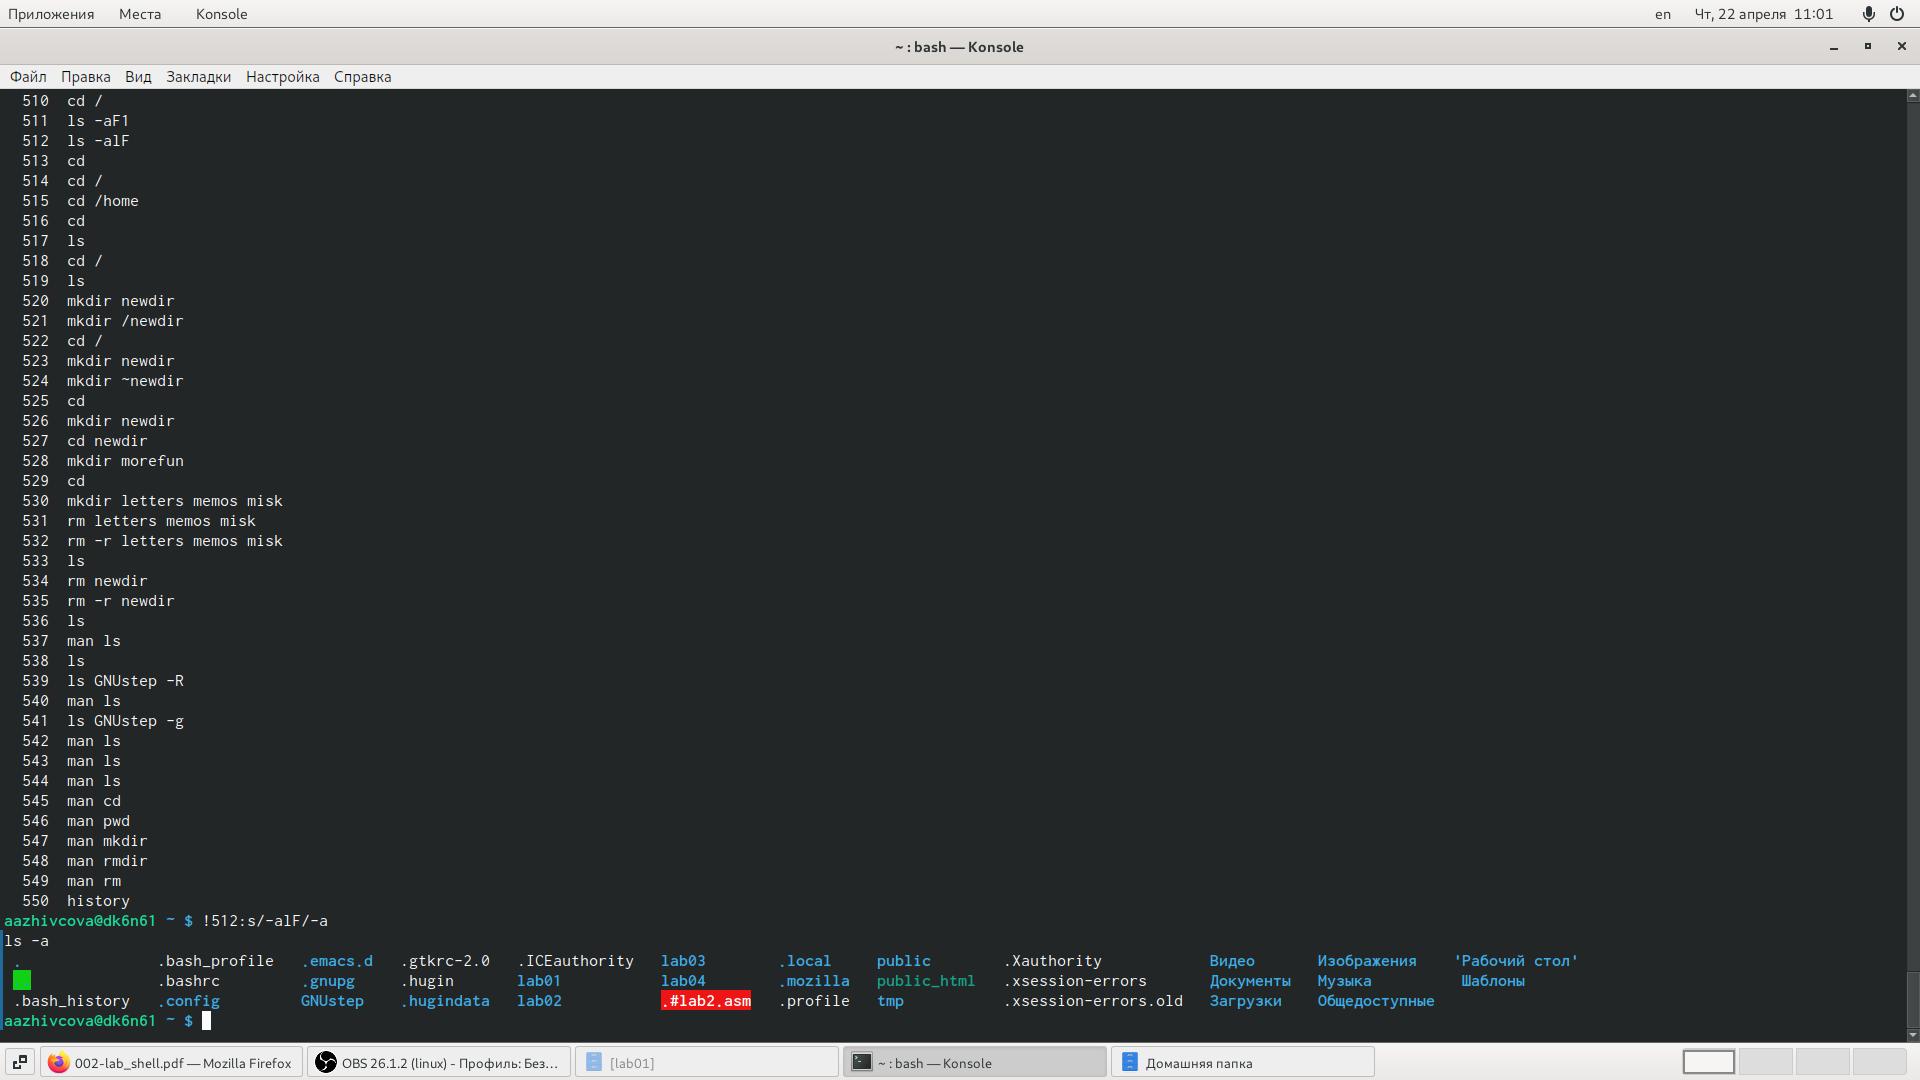 Приложения Места Konsole en Чт, 22 апреля 11:01
~ : bash — Konsole
Файл Правка Вид Закладки Настройка Справка
510 cd /
511 ls -aF1
512 ls -alF
513 cd
514 cd /
515 cd /home
516 cd
517 ls
518 cd /
519 ls
520 mkdir newdir
521 mkdir /newdir
522 cd /
523 mkdir newdir
524 mkdir ~newdir
525 cd
526 mkdir newdir
527 cd newdir
528 mkdir morefun
529 cd
530 mkdir letters memos misk
531 rm letters memos misk
532 rm -r letters memos misk
533 ls
534 rm newdir
535 rm -r newdir
536 ls
537 man ls
538 ls
539 ls GNUstep -R
540 man ls
541 ls GNUstep -g
542 man ls
543 man ls
544 man ls
545 man cd
546 man pwd
547 man mkdir
548 man rmdir
549 man rm
550 history
aazhivcova@dk6n61 ~ $ !512:s/-alF/-a
ls -a
. .bash_profile .emacs.d .gtkrc-2.0 .ICEauthority lab03 .local public .Xauthority Видео Изображения 'Рабочий стол'
.bashrc .gnupg .hugin lab01 lab04 .mozilla public_html .xsession-errors Документы Музыка Шаблоны
.bash_history .config GNUstep .hugindata lab02 .#lab2.asm .profile tmp .xsession-errors.old Загрузки Общедоступные
aazhivcova@dk6n61 ~ $
002-lab_shell.pdf — Mozilla Firefox OBS 26.1.2 (linux) - Профиль: Без... [lab01] ~ : bash — Konsole Домашняя папка